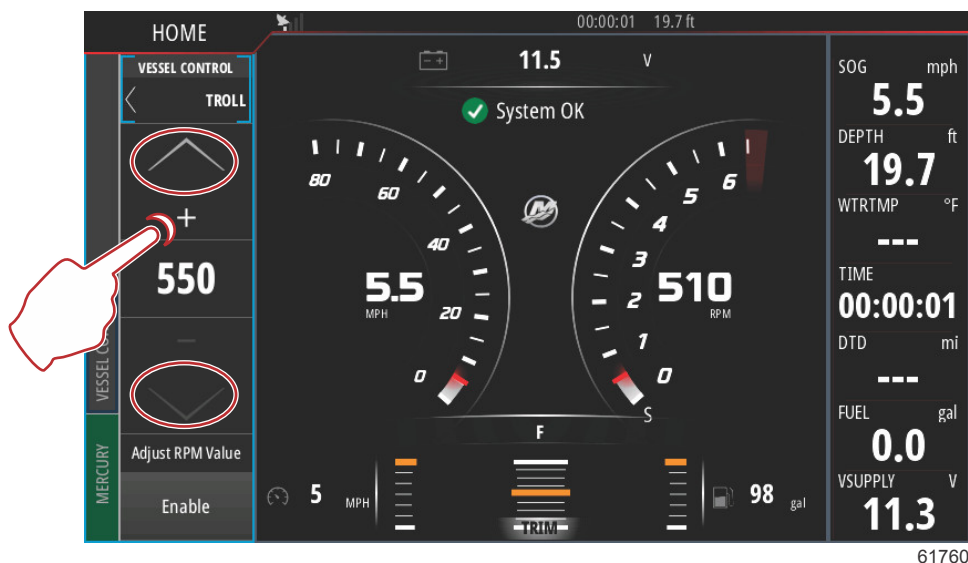 HOME
00:00:01 19.7 ft
VESSEL CONTROL
TROLL
+
550
−
Adjust RPM Value
Enable
MERCURY
11.5 V
System OK
80
60
40
20
0
5.5
MPH
6
5
4
3
2
1
0
S
510
RPM
F
5 MPH
TRIM
98 gal
SOG mph
5.5
DEPTH ft
19.7
WTRTMP °F
---
TIME
00:00:01
DTD mi
---
FUEL gal
0.0
VSUPPLY V
11.3
61760